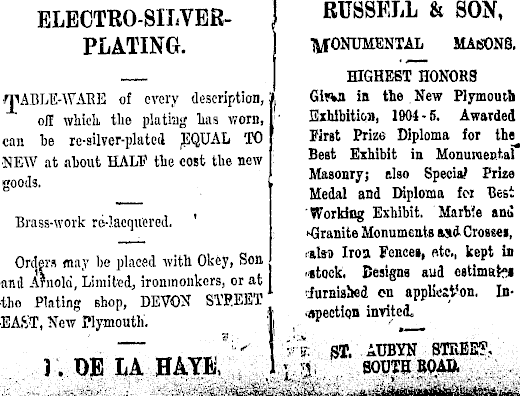 ELECTRO-SILVER-
PLATING.
TABLE-WARE of every description,
off which the plating has worn,
can be re-silver-plated EQUAL TO
NEW at about HALF the cost the new
goods.
Brass-work re-lacquered.
Orders may be placed with Okey, Son
and Arnold, Limited, ironmonkers, or at
the Plating shop, DEVON STREET
EAST, New Plymouth.
DE LA HAYE,
RUSSELL & SON,
MONUMENTAL MASONS.
HIGHEST HONORS
Given in the New Plymouth
Exhibition, 1904-5. Awarded
First Prize Diploma for the
Best Exhibit in Monumental
Masonry; also Special Prize
Medal and Diploma for Best
Working Exhibit. Marble and
Granite Monuments and Crosses,
also Iron Fences, etc., kept in
stock. Designs and estimates
furnished on application. In-
spection invited.
ST. AUBYN STREET,
SOUTH ROAD.